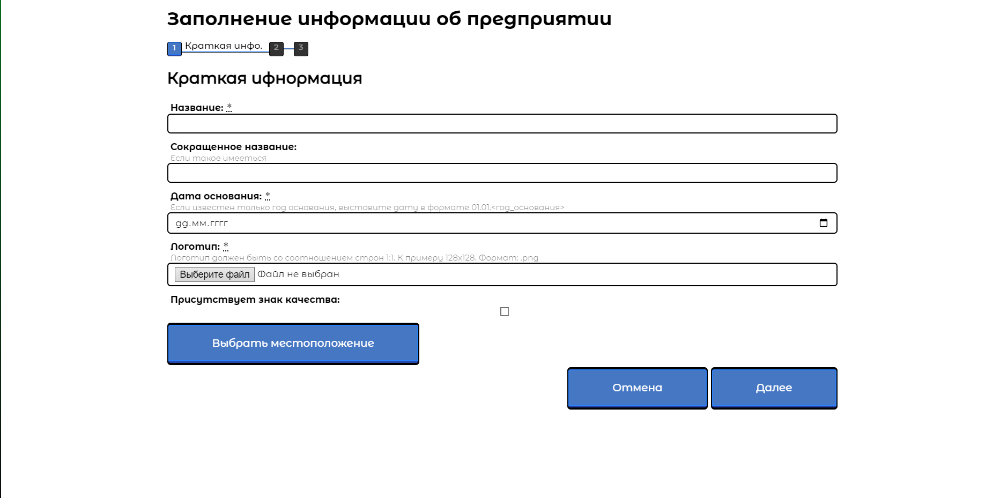 Заполнение информации об предприятии
1 Краткая инфо. 2 3
Краткая ифнормация
Название: *
Сокращенное название:
Если такое имееться
Дата основания: *
Если известен только год основания, выстовите дату в формате 01.01.<год_основания>
дд.мм.гггг
Логотип: *
Логотип должен быть со соотношением строн 1:1. К примеру 128x128. Формат: .png
Выберите файл Файл не выбран
Присутствует знак качества:
Выбрать местоположение
Отмена Далее